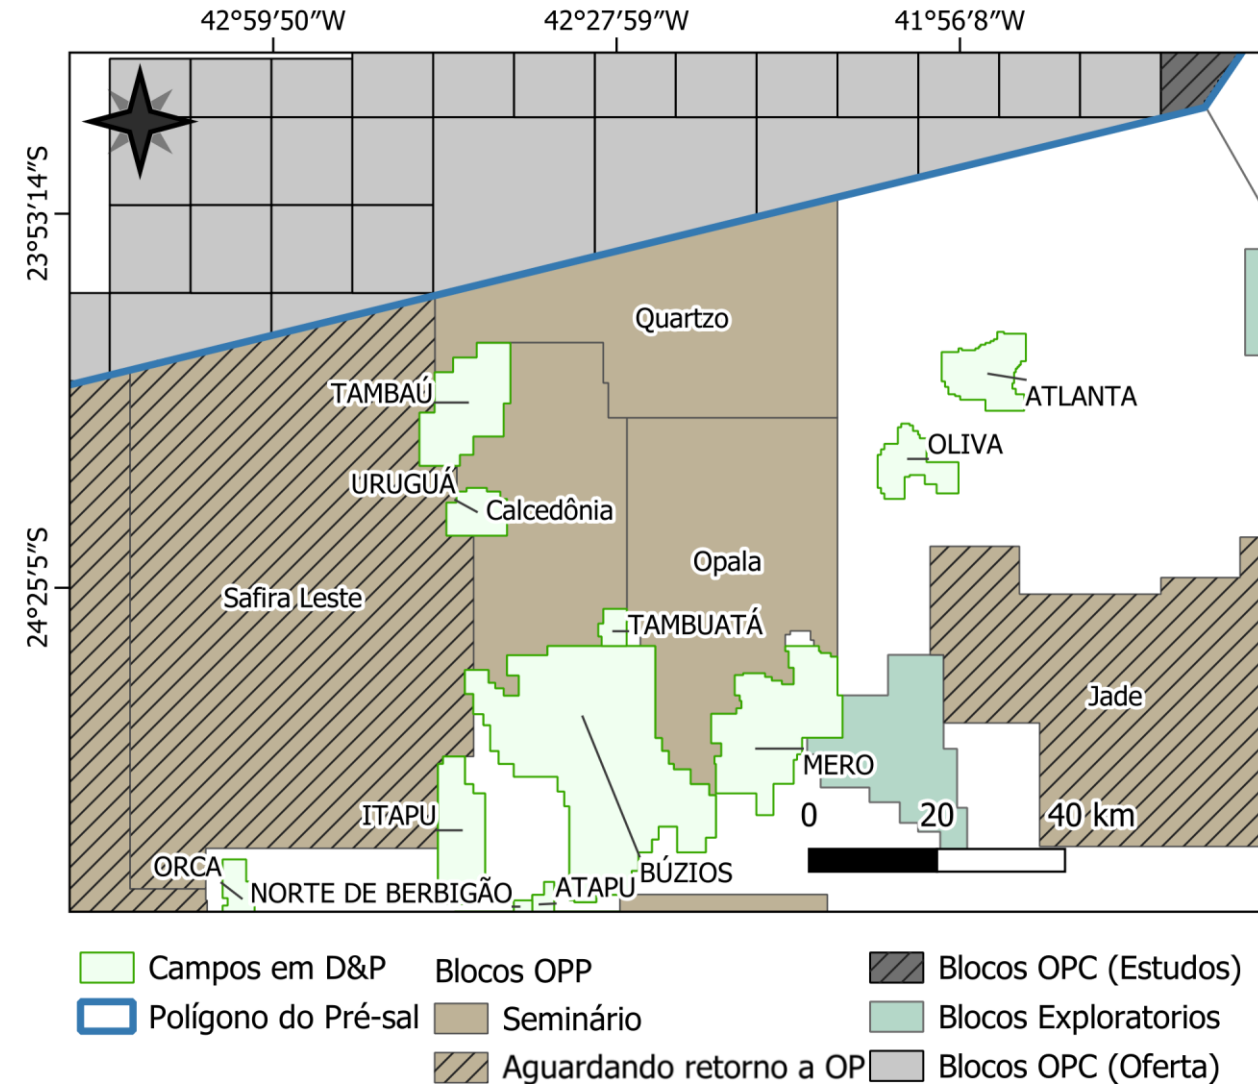 42°59′50″W 42°27′59″W 41°56′8″W
23°53′14″S
24°25′5″S
Quartzo
TAMBAÚ
ATLANTA
OLIVA
URUGUÁ
Calcedônia
Opala
Safira Leste
TAMBUATÁ
Jade
MERO
0 20 40 km
ITAPU
ORCA
BÚZIOS
NORTE DE BERBIGÃO
ATAPU
Campos em D&P
Polígono do Pré-sal
Blocos OPP
Seminário
Aguardando retorno a OP
Blocos OPC (Estudos)
Blocos Exploratorios
Blocos OPC (Oferta)